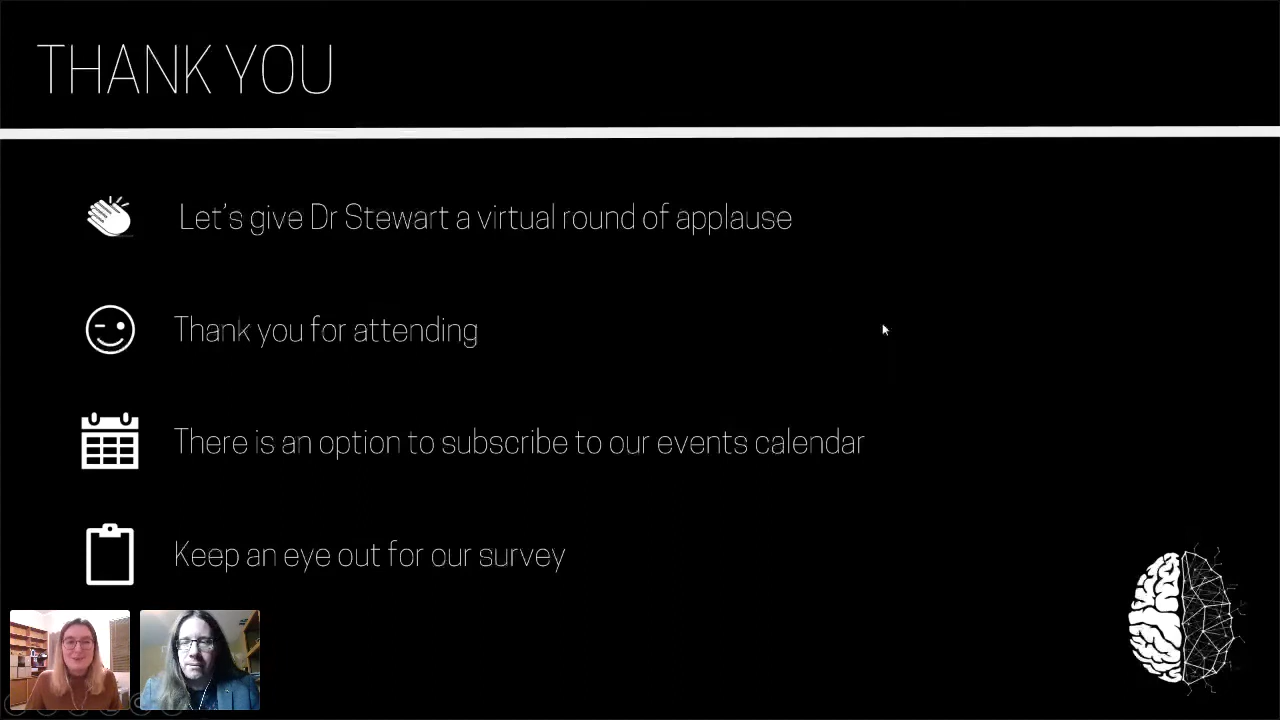 THANK YOU
Let's give Dr Stewart a virtual round of applause
Thank you for attending
There is an option to subscribe to our events calendar
Keep an eye out for our survey